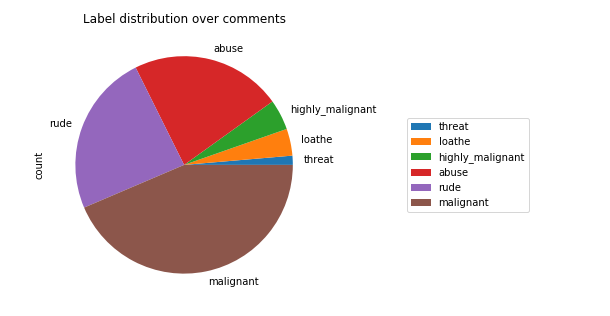 Label distribution over comments
abuse
highly_malignant
rude
loathe
threat
count
malignant
threat
loathe
highly_malignant
abuse
rude
malignant